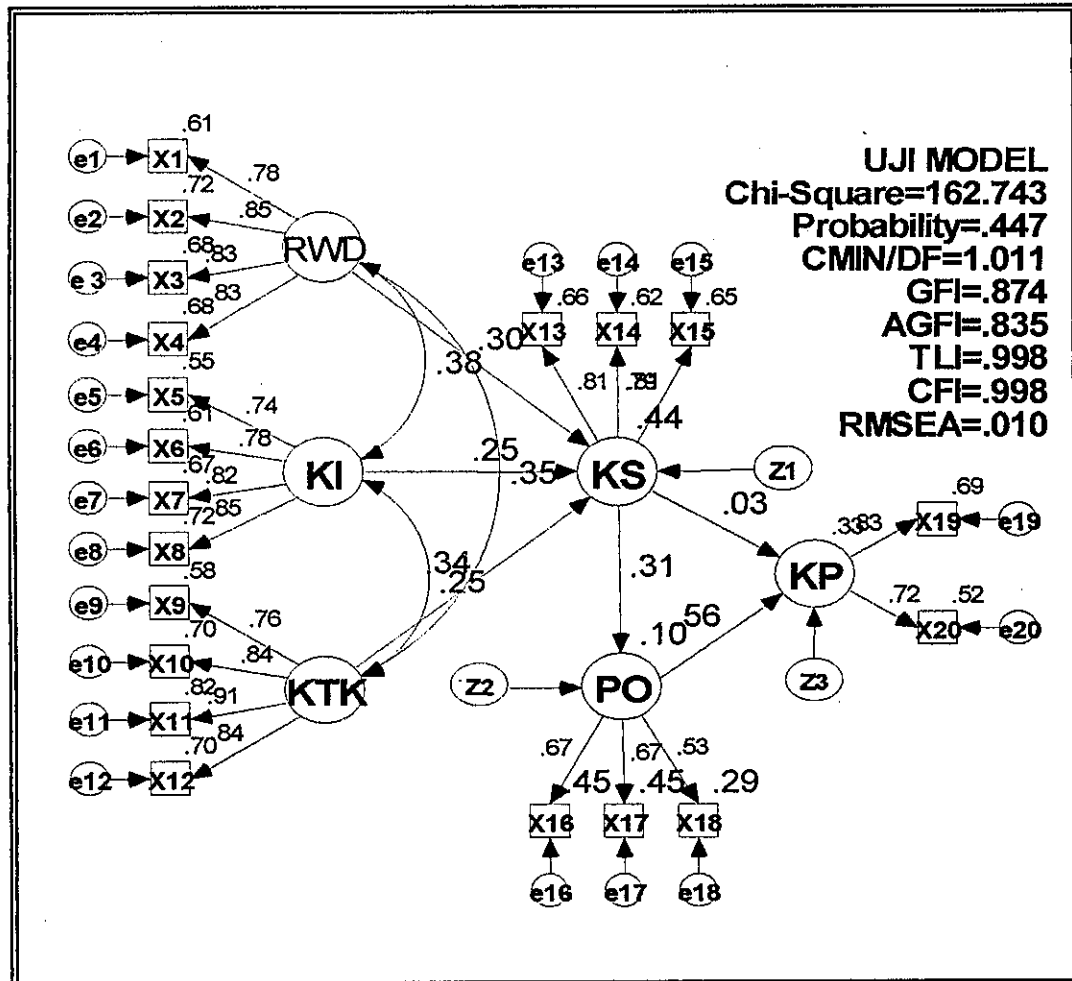 UJI MODEL
Chi-Square=162.743
Probability=.447
CMIN/DF=1.011
GFI=.874
AGFI=.835
TLI=.998
CFI=.998
RMSEA=.010
.61
e1 X1 .78
.72
e2 X2 .85
RWD
.68 .83
e3 X3
.83
.68
e4 X4
.55
e5 X5 .74
.61
e6 X6 .78
KI
.67 .82
e7 X7
.85
.72
e8 X8
.58
e9 X9 .76
.70
e10 X10 .84
KTK
.82 .91
e11 X11
.84
.70
e12 X12
.38 .30
.25
.35
.34
.25
e13 e14 e15
.66 .62 .65
X13 X14 X15
.81
.44
KS Z1
.03
.31
.33 .83 X19 .69 e19
KP
.72 X20 .52 e20
Z3
.10 .56
Z2 PO
.67 .67 .53
.45 .45 .29
X16 X17 X18
e16 e17 e18